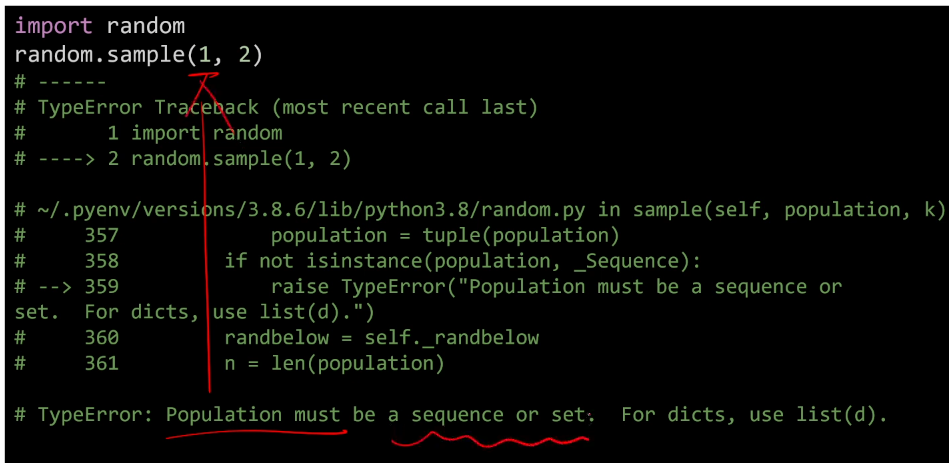 import random
random.sample(1, 2)
# ------
# TypeError Traceback (most recent call last)
#       1 import random
# ----> 2 random.sample(1, 2)
# ~/.pyenv/versions/3.8.6/lib/python3.8/random.py in sample(self, population, k)
#     357             population = tuple(population)
#     358         if not isinstance(population, _Sequence):
# --> 359             raise TypeError("Population must be a sequence or
set.  For dicts, use list(d).")
#     360         randbelow = self._randbelow
#     361         n = len(population)
# TypeError: Population must be a sequence or set.  For dicts, use list(d).